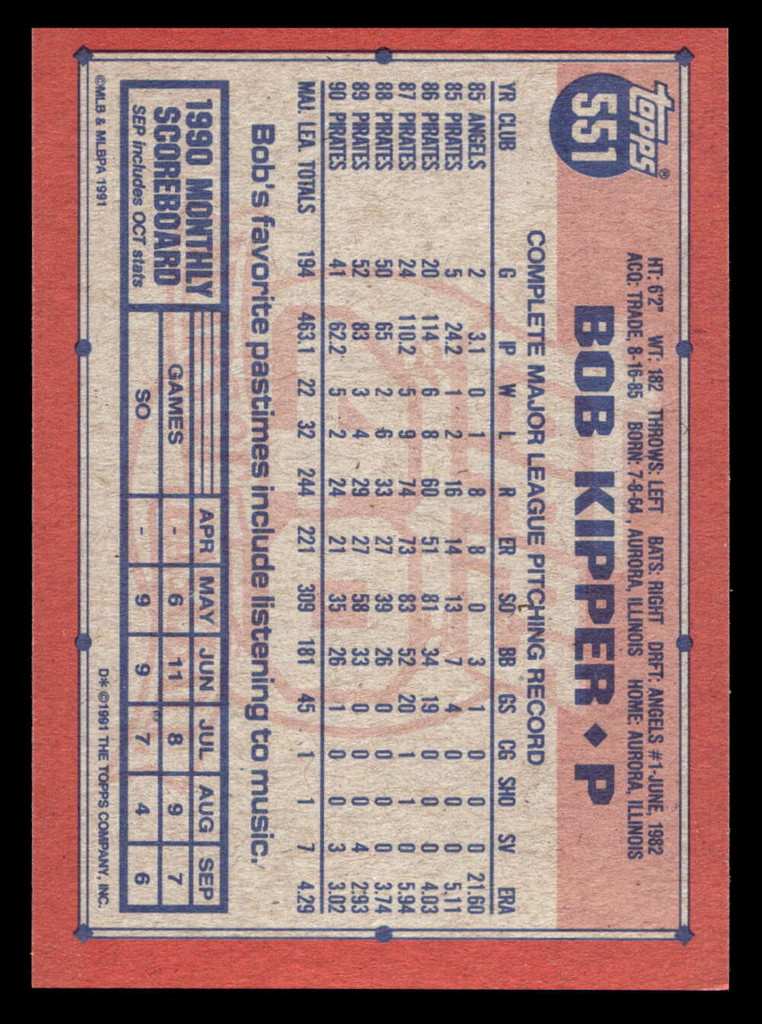 topps®
551
HT: 6'2" WT: 182 THROWS: LEFT BATS: RIGHT DRFT: ANGELS #1-JUNE, 1982
ACQ: TRADE, 8-16-85 BORN: 7-8-64, AURORA, ILLINOIS HOME: AURORA, ILLINOIS
BOB KIPPER ♦ P
COMPLETE MAJOR LEAGUE PITCHING RECORD
YR CLUB G IP W L R ER SO BB GS CG SHO SV ERA
85 ANGELS 2 3.1 0 1 8 8 0 3 1 0 0 0 21.60
85 PIRATES 5 24.2 1 2 16 14 13 7 4 0 0 0 5.11
86 PIRATES 20 114 6 8 60 51 81 34 19 0 0 0 4.03
87 PIRATES 24 110.2 5 9 74 73 83 52 20 1 1 0 5.94
88 PIRATES 50 65 2 6 33 27 39 26 0 0 0 0 3.74
89 PIRATES 52 83 3 4 29 27 58 33 0 0 0 4 2.93
90 PIRATES 41 62.2 5 2 24 21 35 26 1 0 0 3 3.02
MAJ. LEA. TOTALS 194 463.1 22 32 244 221 309 181 45 1 1 7 4.29
Bob's favorite pastimes include listening to music.
1990 MONTHLY
SCOREBOARD
SEP includes OCT stats
APR MAY JUN JUL AUG SEP
GAMES - 6 11 8 9 7
SO - 9 9 7 4 6
©MLB & MLBPA 1991
D* ©1991 THE TOPPS COMPANY, INC.